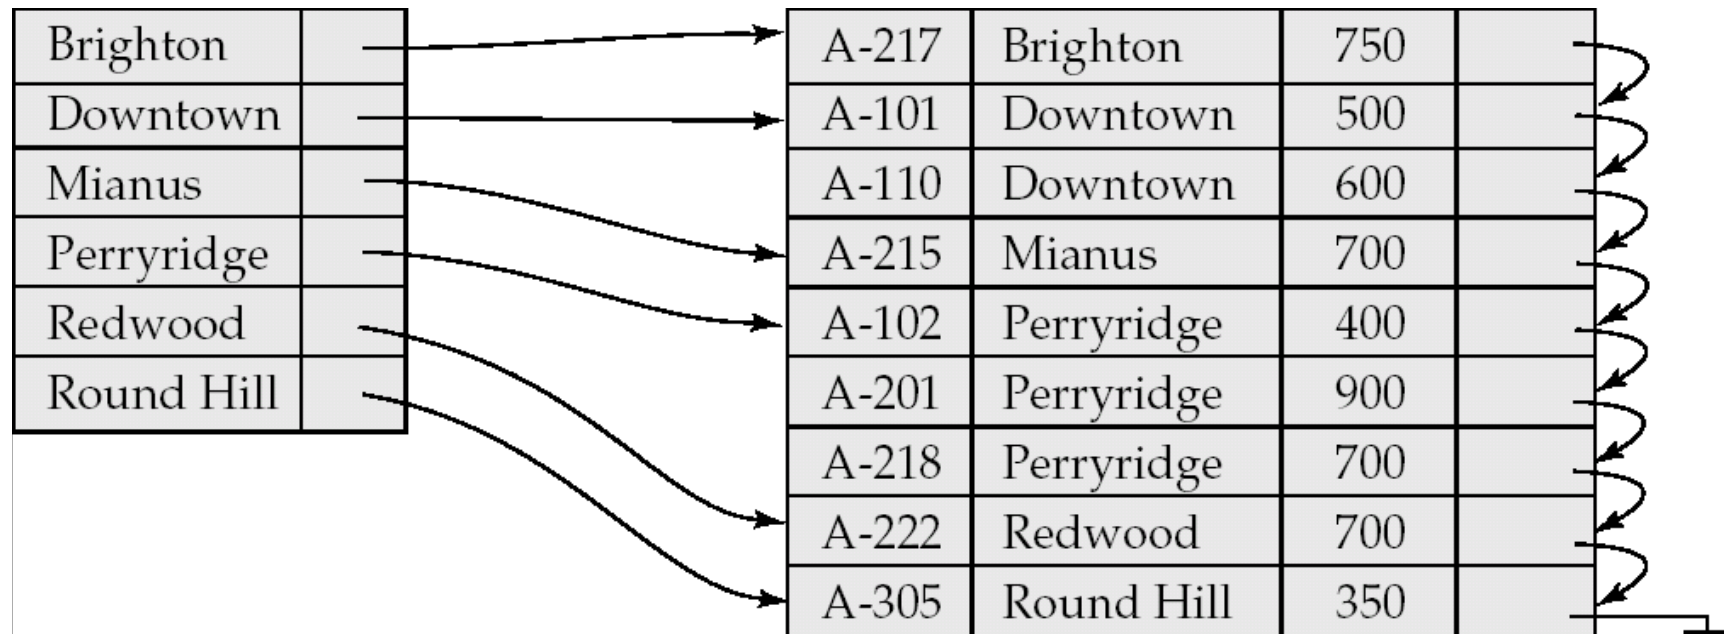 Brighton
Downtown
Mianus
Perryridge
Redwood
Round Hill
A-217 Brighton 750
A-101 Downtown 500
A-110 Downtown 600
A-215 Mianus 700
A-102 Perryridge 400
A-201 Perryridge 900
A-218 Perryridge 700
A-222 Redwood 700
A-305 Round Hill 350